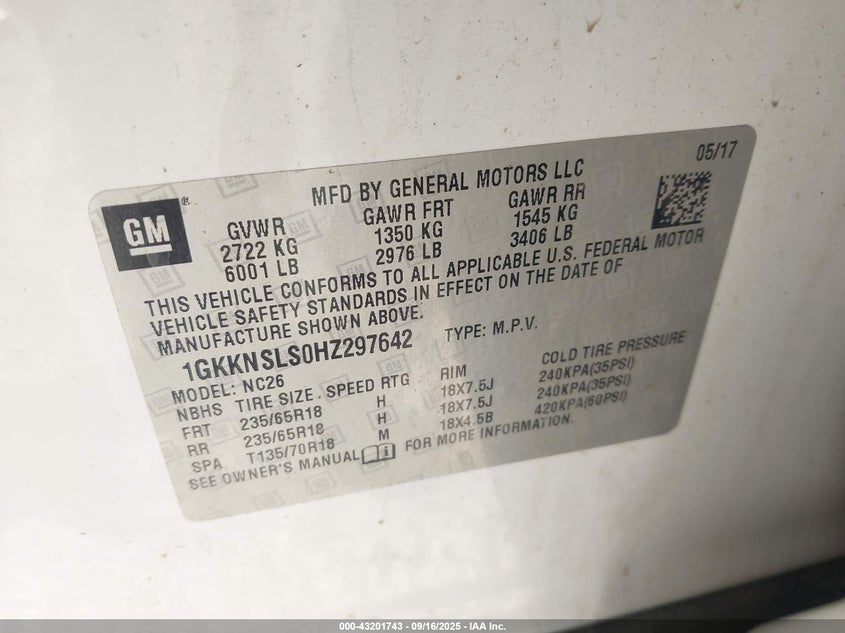 05/17
MFD BY GENERAL MOTORS LLC
GM ®
GVWR GAWR FRT GAWR RR
2722 KG 1350 KG 1545 KG
6001 LB 2976 LB 3406 LB
THIS VEHICLE CONFORMS TO ALL APPLICABLE U.S. FEDERAL MOTOR
VEHICLE SAFETY STANDARDS IN EFFECT ON THE DATE OF
MANUFACTURE SHOWN ABOVE.
1GKKNSLS0HZ297642 TYPE: M.P.V.
MODEL: NC26
NBHS TIRE SIZE . SPEED RTG RIM COLD TIRE PRESSURE
FRT 235/65R18 H 18X7.5J 240KPA(35PSI)
RR 235/65R18 H 18X7.5J 240KPA(35PSI)
SPA T135/70R18 M 18X4.5B 420KPA(60PSI)
SEE OWNER'S MANUAL FOR MORE INFORMATION.
000-43201743 - 09/16/2025 - IAA Inc.